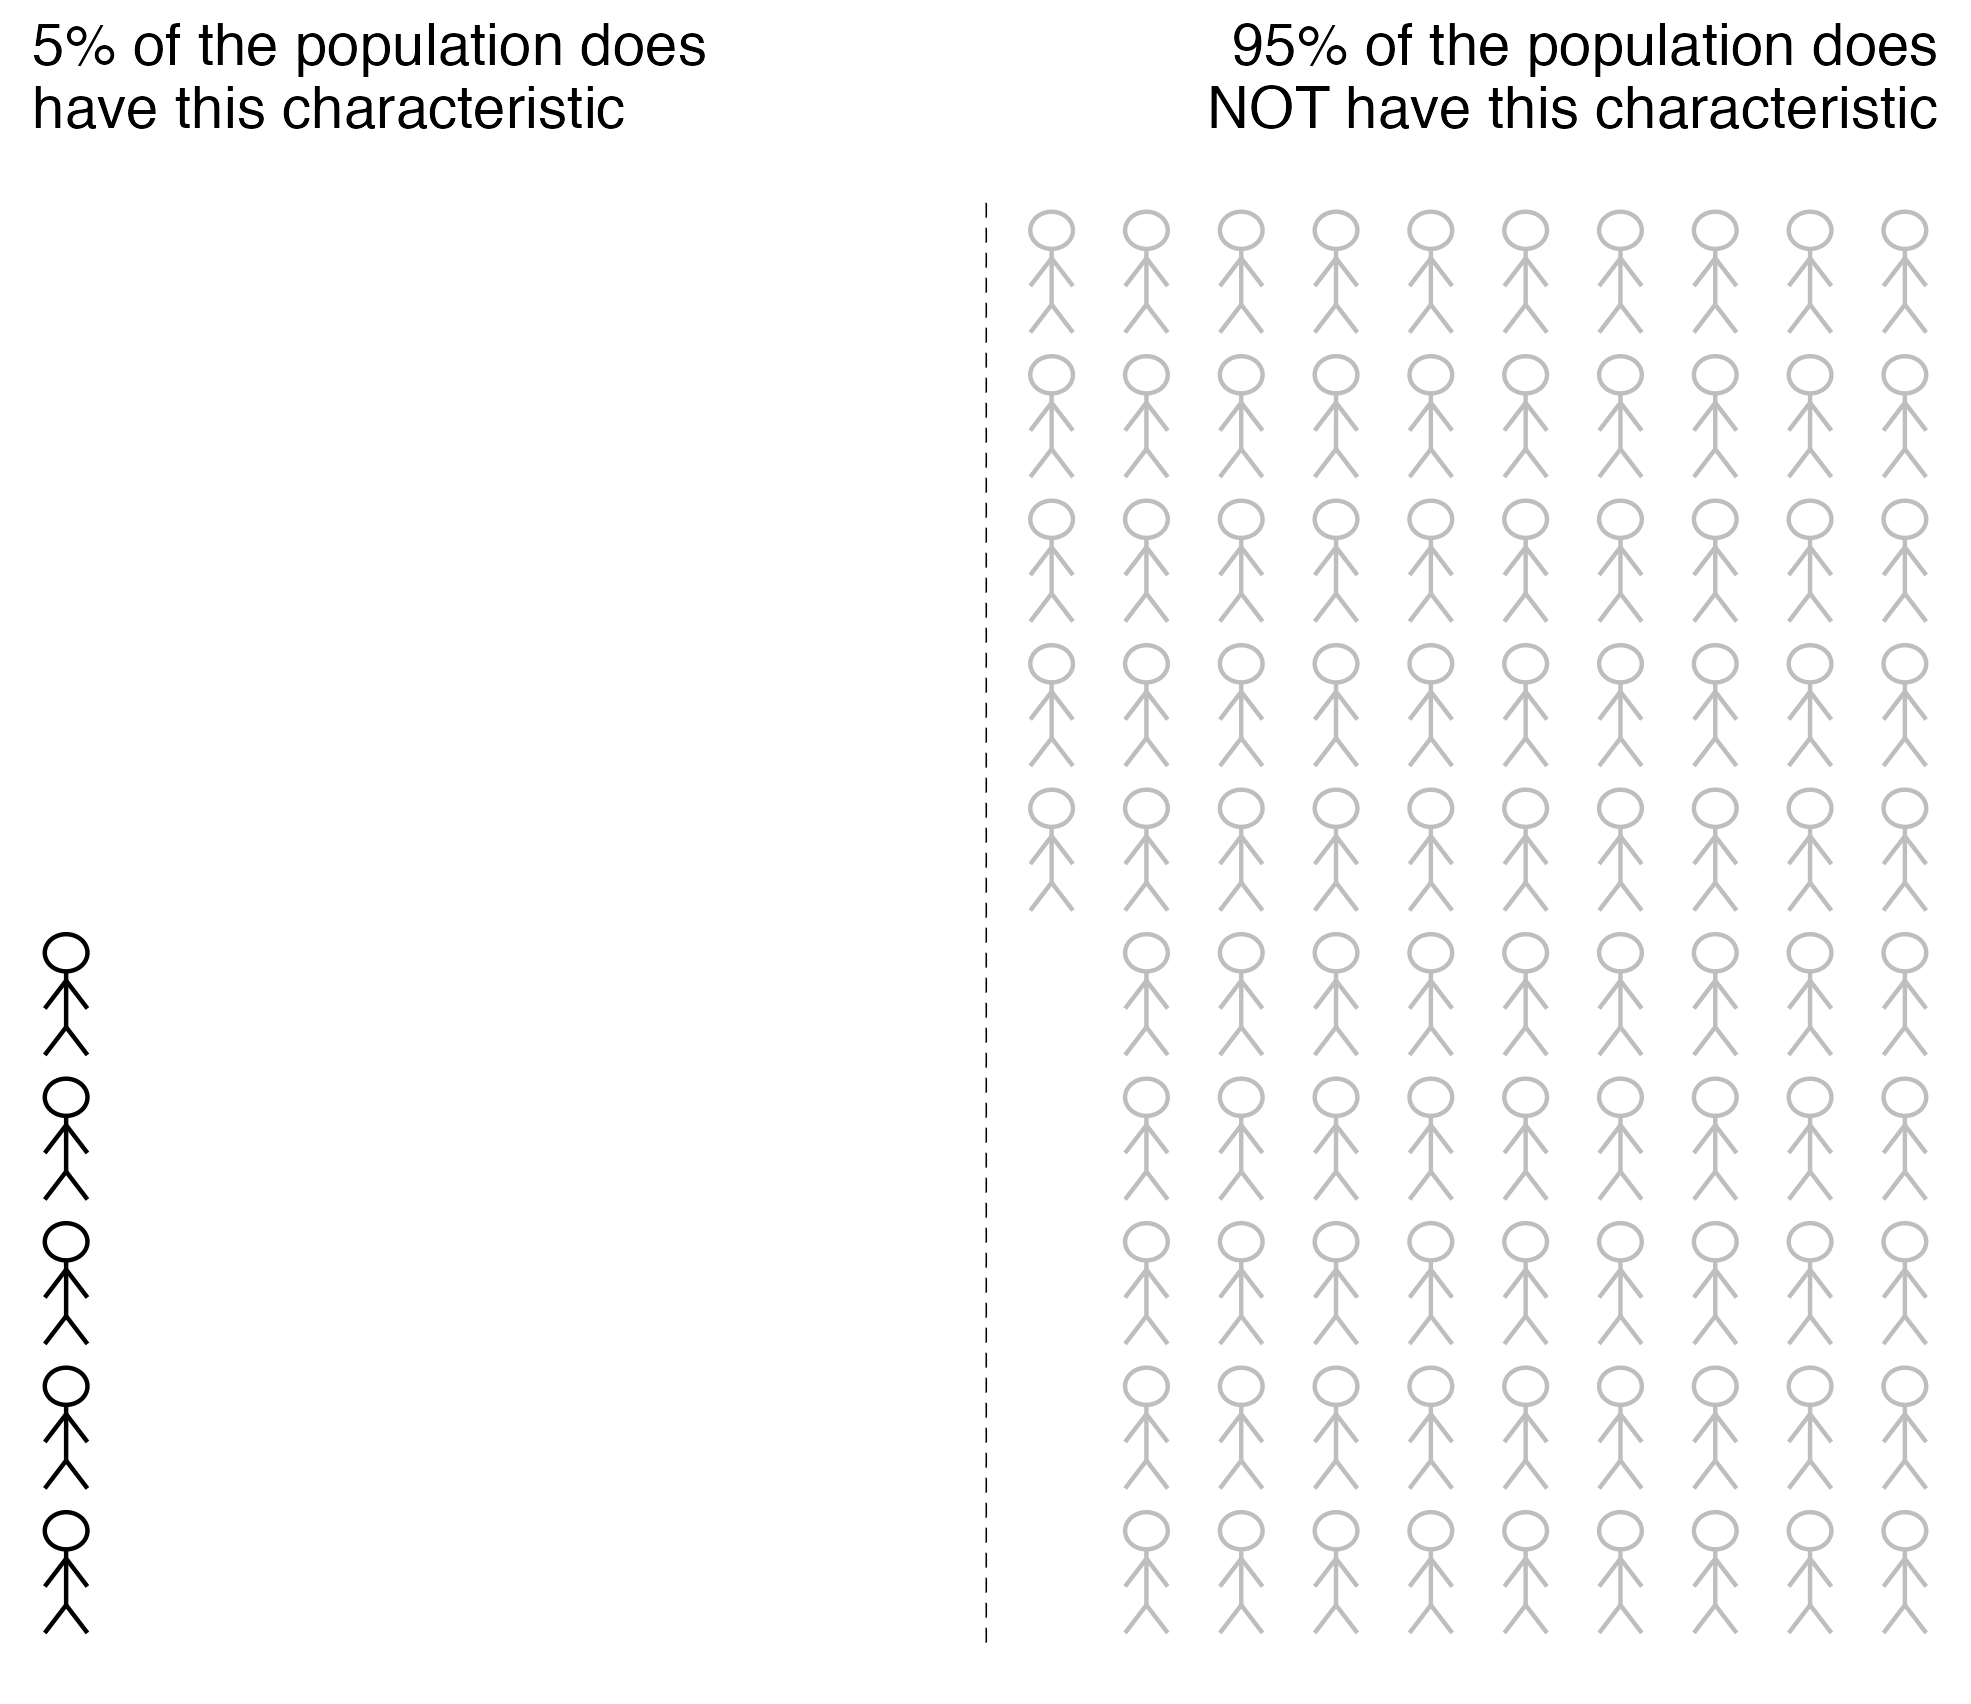 5% of the population does
have this characteristic
95% of the population does
NOT have this characteristic